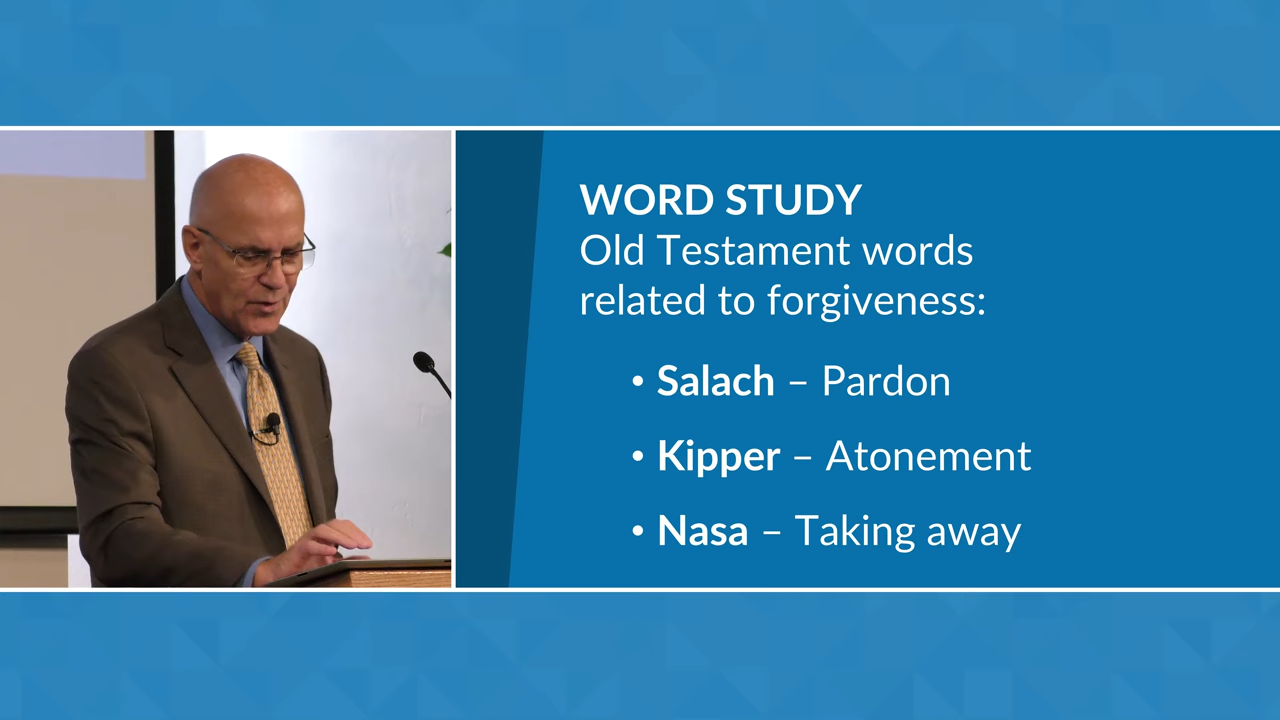 WORD STUDY
Old Testament words
related to forgiveness:
• Salach – Pardon
• Kipper – Atonement
• Nasa – Taking away